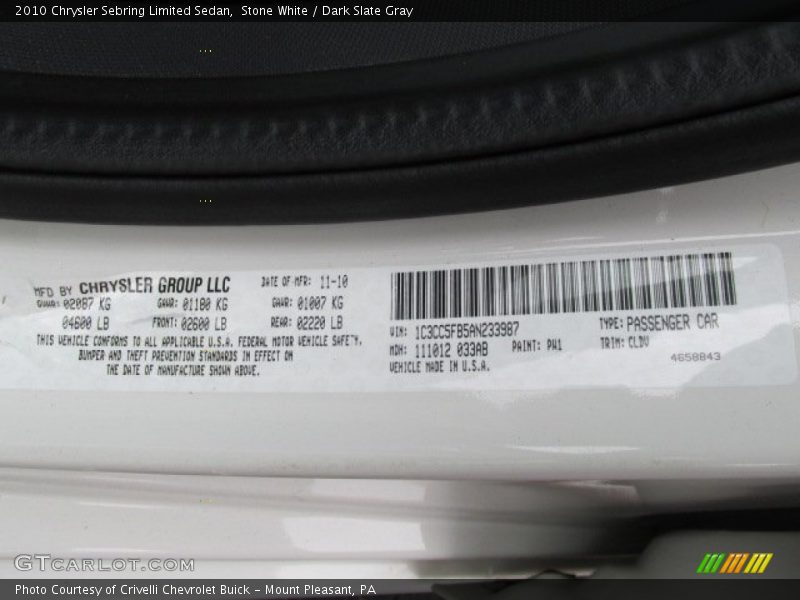 2010 Chrysler Sebring Limited Sedan, Stone White / Dark Slate Gray
MFD BY CHRYSLER GROUP LLC DATE OF MFR: 11-10
GVWR: 02087 KG GAWR: 01180 KG GAWR: 01007 KG
04600 LB FRONT: 02600 LB REAR: 02220 LB
THIS VEHICLE CONFORMS TO ALL APPLICABLE U.S.A. FEDERAL MOTOR VEHICLE SAFETY,
BUMPER AND THEFT PREVENTION STANDARDS IN EFFECT ON
THE DATE OF MANUFACTURE SHOWN ABOVE.
VIN: 1C3CC5FB5AN233987 TYPE: PASSENGER CAR
MDH: 111012 033AB PAINT: PW1 TRIM: CLDV
VEHICLE MADE IN U.S.A. 4658843
GTCARLOT.COM
Photo Courtesy of Crivelli Chevrolet Buick - Mount Pleasant, PA